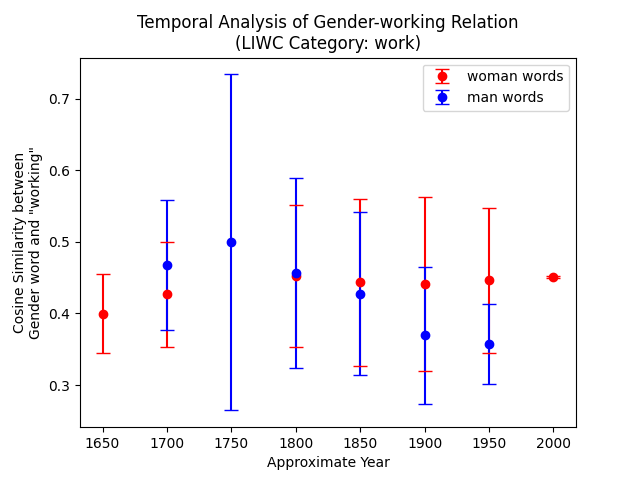 Temporal Analysis of Gender-working Relation
(LIWC Category: work)
woman words
man words
0.7
0.6
0.5
0.4
0.3
Cosine Similarity between
Gender word and "working"
1650 1700 1750 1800 1850 1900 1950 2000
Approximate Year